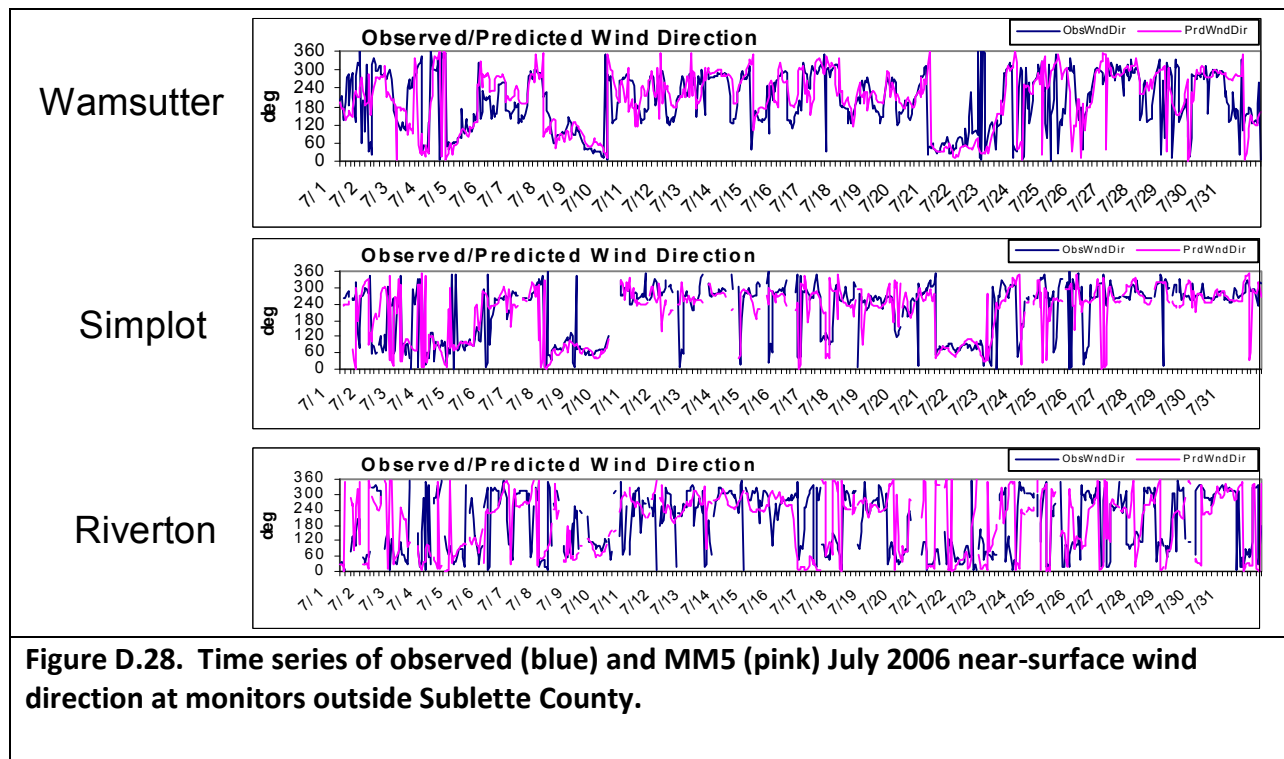 Wamsutter
Observed/Predicted Wind Direction
ObsWndDir PrdWndDir
deg
360
300
240
180
120
60
0
7/1 7/2 7/3 7/4 7/5 7/6 7/7 7/8 7/9 7/10 7/11 7/12 7/13 7/14 7/15 7/16 7/17 7/18 7/19 7/20 7/21 7/22 7/23 7/24 7/25 7/26 7/27 7/28 7/29 7/30 7/31
Simplot
Observed/Predicted Wind Direction
ObsWndDir PrdWndDir
deg
360
300
240
180
120
60
0
7/1 7/2 7/3 7/4 7/5 7/6 7/7 7/8 7/9 7/10 7/11 7/12 7/13 7/14 7/15 7/16 7/17 7/18 7/19 7/20 7/21 7/22 7/23 7/24 7/25 7/26 7/27 7/28 7/29 7/30 7/31
Riverton
Observed/Predicted Wind Direction
ObsWndDir PrdWndDir
deg
360
300
240
180
120
60
0
7/1 7/2 7/3 7/4 7/5 7/6 7/7 7/8 7/9 7/10 7/11 7/12 7/13 7/14 7/15 7/16 7/17 7/18 7/19 7/20 7/21 7/22 7/23 7/24 7/25 7/26 7/27 7/28 7/29 7/30 7/31
Figure D.28. Time series of observed (blue) and MM5 (pink) July 2006 near-surface wind
direction at monitors outside Sublette County.